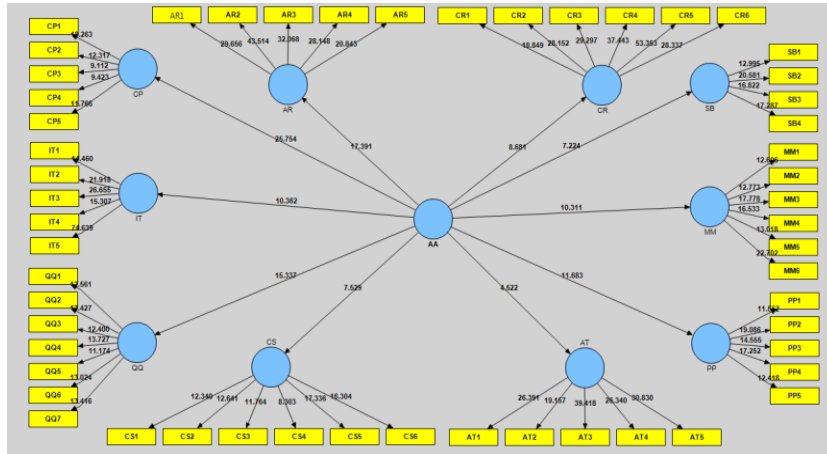 AR1 AR2 AR3 AR4 AR5
CR1 CR2 CR3 CR4 CR5 CR6
29.656 43.514 32.068 28.148 20.843
18.849 28.152 29.297 37.443 53.353 28.337
CP1
CP2
CP3
CP4
CP5
12.317
9.112
9.423
CP
AR
CR
SB
12.995
20.581
16.822
17.287
SB1
SB2
SB3
SB4
25.754
17.391
8.681
7.224
IT1
IT2
IT3
IT4
IT5
21.918
26.655
15.307
74.639
IT
10.362
AA
10.311
MM
12.773
17.778
16.533
13.018
22.702
MM1
MM2
MM3
MM4
MM5
MM6
15.337
7.529
4.522
11.683
QQ1
QQ2
QQ3
QQ4
QQ5
QQ6
QQ7
12.400
13.727
11.174
13.024
13.416
QQ
CS
AT
PP
19.086
14.555
17.252
12.418
PP1
PP2
PP3
PP4
PP5
12.340 12.641 11.764 8.303 17.336 18.304
26.391 19.157 39.418 26.340 30.830
CS1 CS2 CS3 CS4 CS5 CS6
AT1 AT2 AT3 AT4 AT5